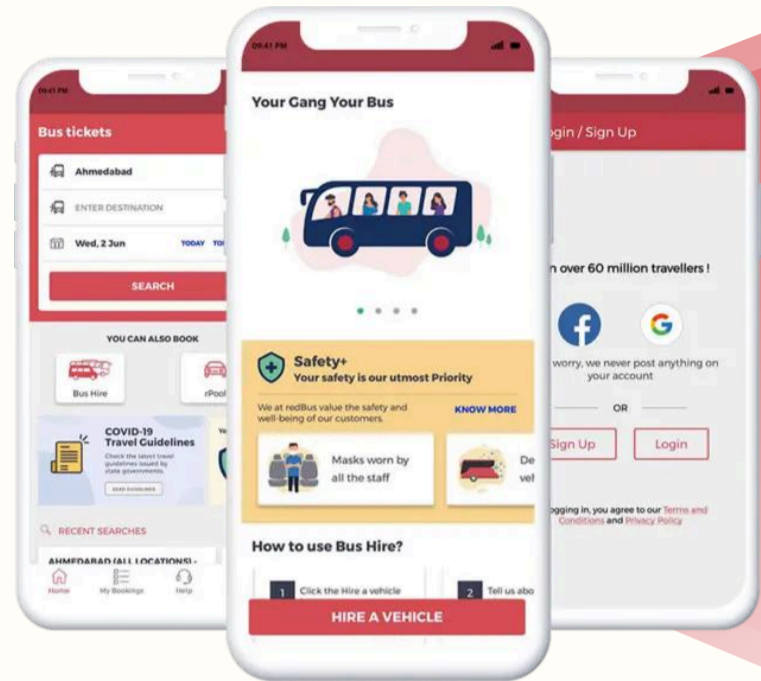 09:41 PM
Bus tickets
Ahmedabad
ENTER DESTINATION
Wed, 2 Jun
TODAY
SEARCH
YOU CAN ALSO BOOK
Bus Hire
rPool
COVID-19
Travel Guidelines
Check the latest travel
guidelines issued by
state governments.
READ GUIDELINES
RECENT SEARCHES
AHMEDABAD (ALL LOCATIONS) -
Home
My Bookings
Help
09:41 PM
Your Gang Your Bus
Safety+
Your safety is our utmost Priority
We at redBus value the safety and
well-being of our customers.
KNOW MORE
Masks worn by
all the staff
How to use Bus Hire?
1
Click the Hire a vehicle
2
Tell us
HIRE A VEHICLE
/ Sign Up
over 60 million travellers !
worry, we never post anything on
your account
OR
Sign Up
Login
in, you agree to our Terms and
Conditions and Privacy Policy